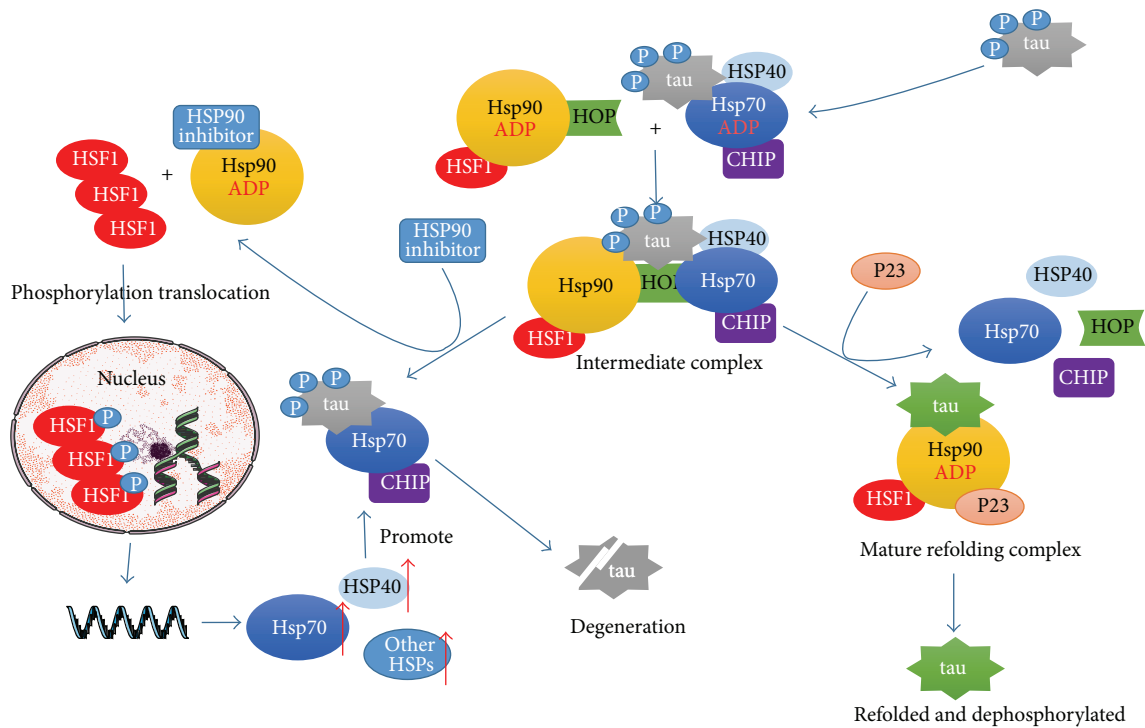 P
P
P
tau
HSP40
Hsp70
ADP
CHIP
Hsp90
ADP
HOP
HSF1
+
P
P
P
tau
HSP90
inhibitor
Hsp90
ADP
+
HSF1
HSF1
HSF1
Phosphorylation translocation
HSP90
inhibitor
P
P
P
tau
HSP40
Hsp90
HOP
Hsp70
HSF1
CHIP
Intermediate complex
P23
HSP40
Hsp70
HOP
CHIP
Nucleus
HSF1
P
HSF1
P
HSF1
P
P
P
P
tau
Hsp70
CHIP
Promote
tau
Hsp90
ADP
HSF1
P23
Mature refolding complex
HSP40
Hsp70
Other
HSPs
tau
Degeneration
tau
Refolded and dephosphorylated